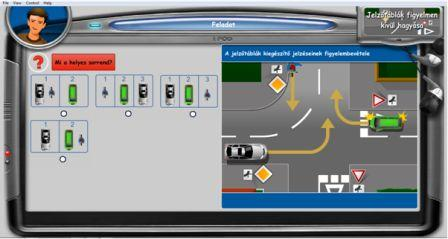 File View Control Help
Feladat
Jelzőtáblák figyelmen
kívül hagyása"
Mi a helyes sorrend?
A jelzőtáblák kiegészítő jelzéseinek figyelembevétele
1 2
1 2 3
1 2 3
1 2